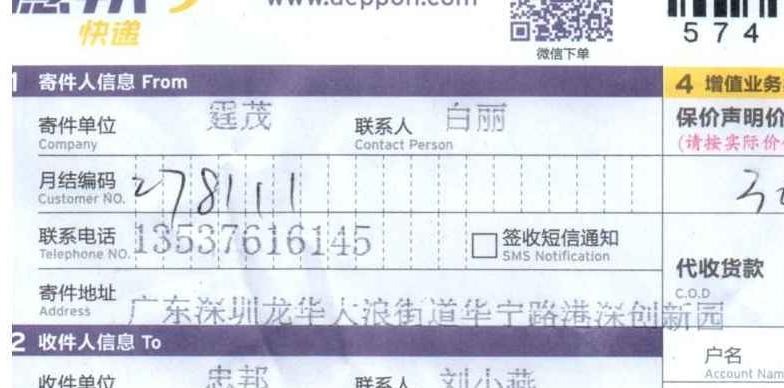 www.deppon.com
快递
微信下单
574
1 寄件人信息 From
4 增值业务
寄件单位 霆茂 联系人 白丽
Company Contact Person
保价声明价
(请按实际价
月结编码 278111
Customer NO.
联系电话 13537616145 签收短信通知
Telephone NO. SMS Notification
代收货款
C.O.D
寄件地址 广东深圳龙华大浪街道华宁路港深创新园
Address
2 收件人信息 To
户名
Account Nam
收件单位 忠邦 联系人 刘小燕